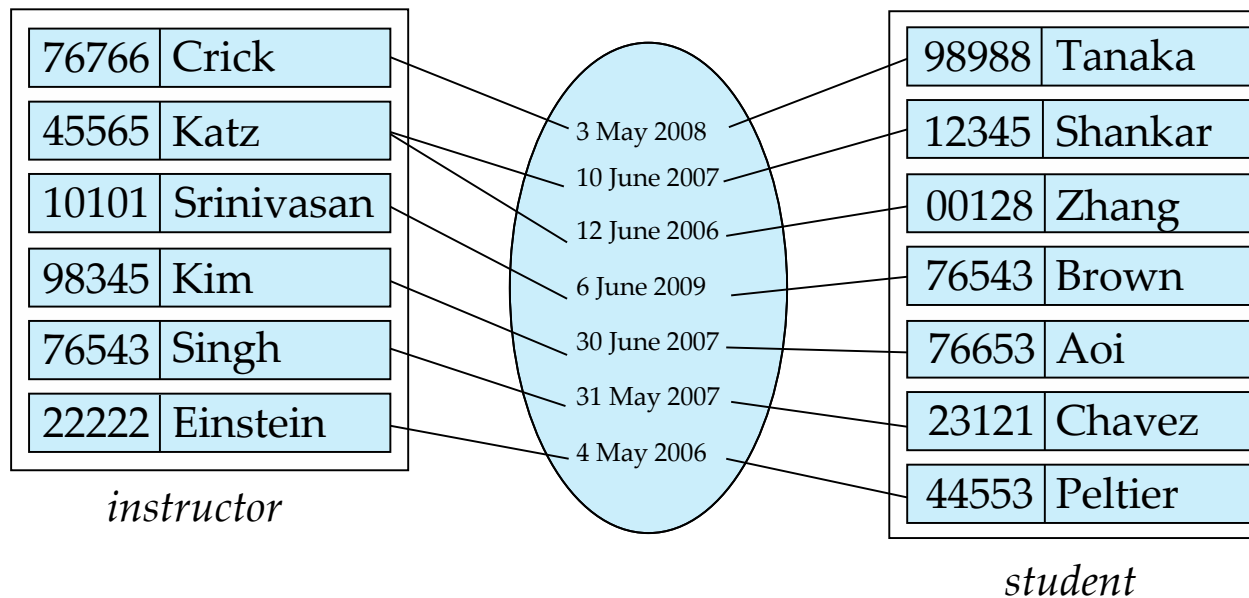 76766 Crick
45565 Katz
10101 Srinivasan
98345 Kim
76543 Singh
22222 Einstein
instructor
3 May 2008
10 June 2007
12 June 2006
6 June 2009
30 June 2007
31 May 2007
4 May 2006
98988 Tanaka
12345 Shankar
00128 Zhang
76543 Brown
76653 Aoi
23121 Chavez
44553 Peltier
student